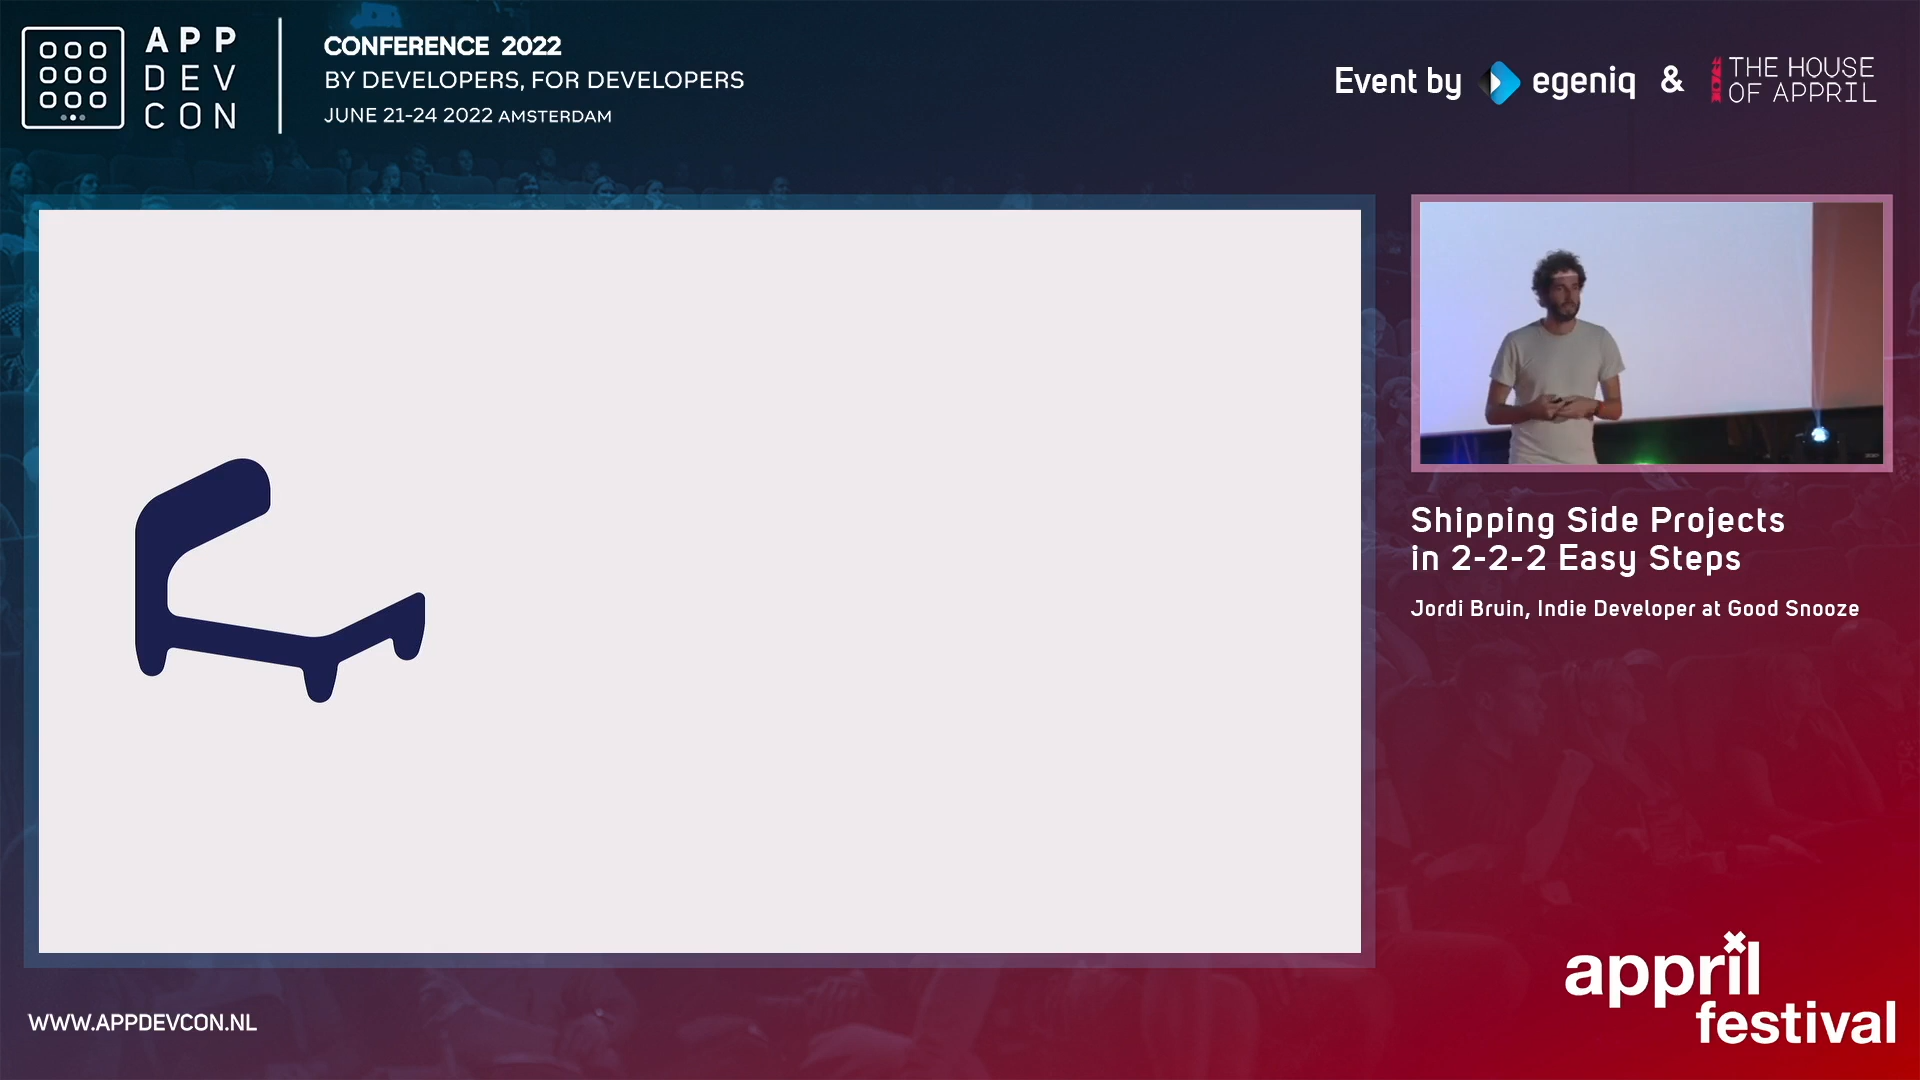 APP
DEV
CON
CONFERENCE 2022
BY DEVELOPERS, FOR DEVELOPERS
JUNE 21-24 2022 AMSTERDAM
Event by egeniq & THE HOUSE
OF APPRIL
Shipping Side Projects
in 2-2-2 Easy Steps
Jordi Bruin, Indie Developer at Good Snooze
WWW.APPDEVCON.NL
appril
festival